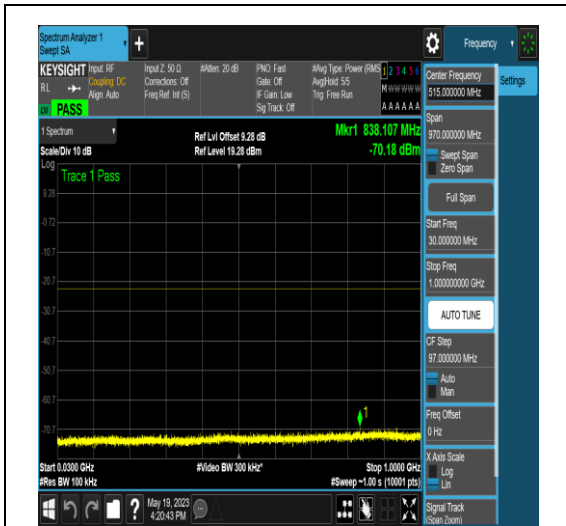 Spectrum Analyzer 1
Swept SA
+
Frequency
KEYSIGHT
RL
PASS
Input: RF
Coupling: DC
Align: Auto
Input Z: 50 Ω
Corrections: Off
Freq Ref: Int (S)
#Atten: 20 dB
PNO: Fast
Gate: Off
IF Gain: Low
Sig Track: Off
#Avg Type: Power (RMS)
Avg|Hold: 5/5
Trig: Free Run
1 2 3 4 5 6
M W W W W W
A A A A A A
1 Spectrum
Scale/Div 10 dB
Ref Lvl Offset 9.28 dB
Ref Level 19.28 dBm
Mkr1 838.107 MHz
-70.18 dBm
Log
Trace 1 Pass
9.28
-0.72
-10.7
-20.7
-30.7
-40.7
-50.7
-60.7
-70.7
1
Start 0.0300 GHz
#Res BW 100 kHz
#Video BW 300 kHz*
Stop 1.0000 GHz
#Sweep ~1.00 s (10001 pts)
Center Frequency
515.000000 MHz
Span
970.000000 MHz
Swept Span
Zero Span
Full Span
Start Freq
30.000000 MHz
Stop Freq
1.000000000 GHz
AUTO TUNE
CF Step
97.000000 MHz
Auto
Man
Freq Offset
0 Hz
X Axis Scale
Log
Lin
Signal Track
(Span Zoom)
Settings
?
May 19, 2023
4:20:43 PM